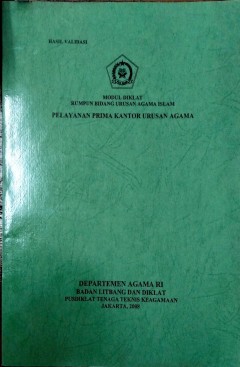 HASIL VALIDASI
MODUL DIKLAT
RUMPUN BIDANG URUSAN AGAMA ISLAM
PELAYANAN PRIMA KANTOR URUSAN AGAMA
DEPARTEMEN AGAMA RI
BADAN LITBANG DAN DIKLAT
PUSDIKLAT TENAGA TEKNIS KEAGAMAAN
JAKARTA,